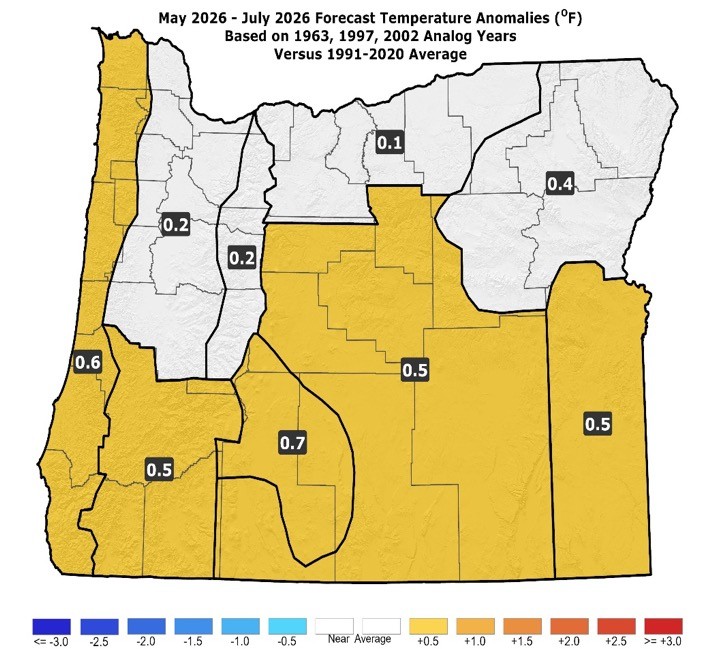 May 2026 - July 2026 Forecast Temperature Anomalies (°F)
Based on 1963, 1997, 2002 Analog Years
Versus 1991-2020 Average
0.1
0.4
0.2
0.2
0.6
0.5
0.5
0.7
0.5
<= -3.0 -2.5 -2.0 -1.5 -1.0 -0.5 Near Average +0.5 +1.0 +1.5 +2.0 +2.5 >= +3.0